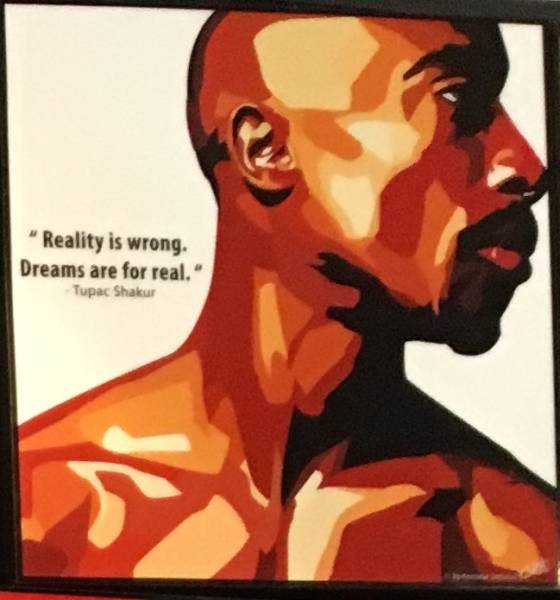 “ Reality is wrong.
Dreams are for real. “
- Tupac Shakur